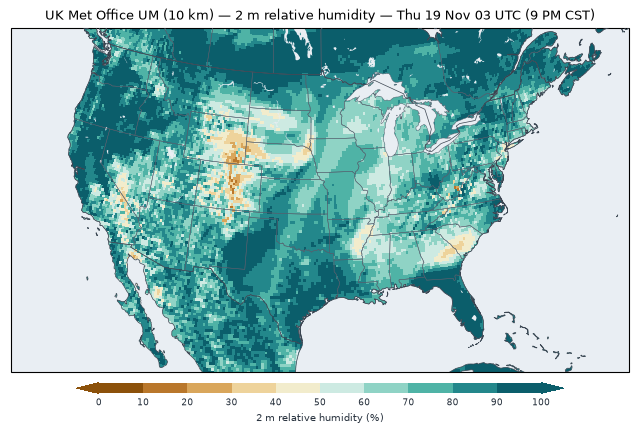 UK Met Office UM (10 km) — 2 m relative humidity — Thu 19 Nov 03 UTC (9 PM CST)
0 10 20 30 40 50 60 70 80 90 100
2 m relative humidity (%)